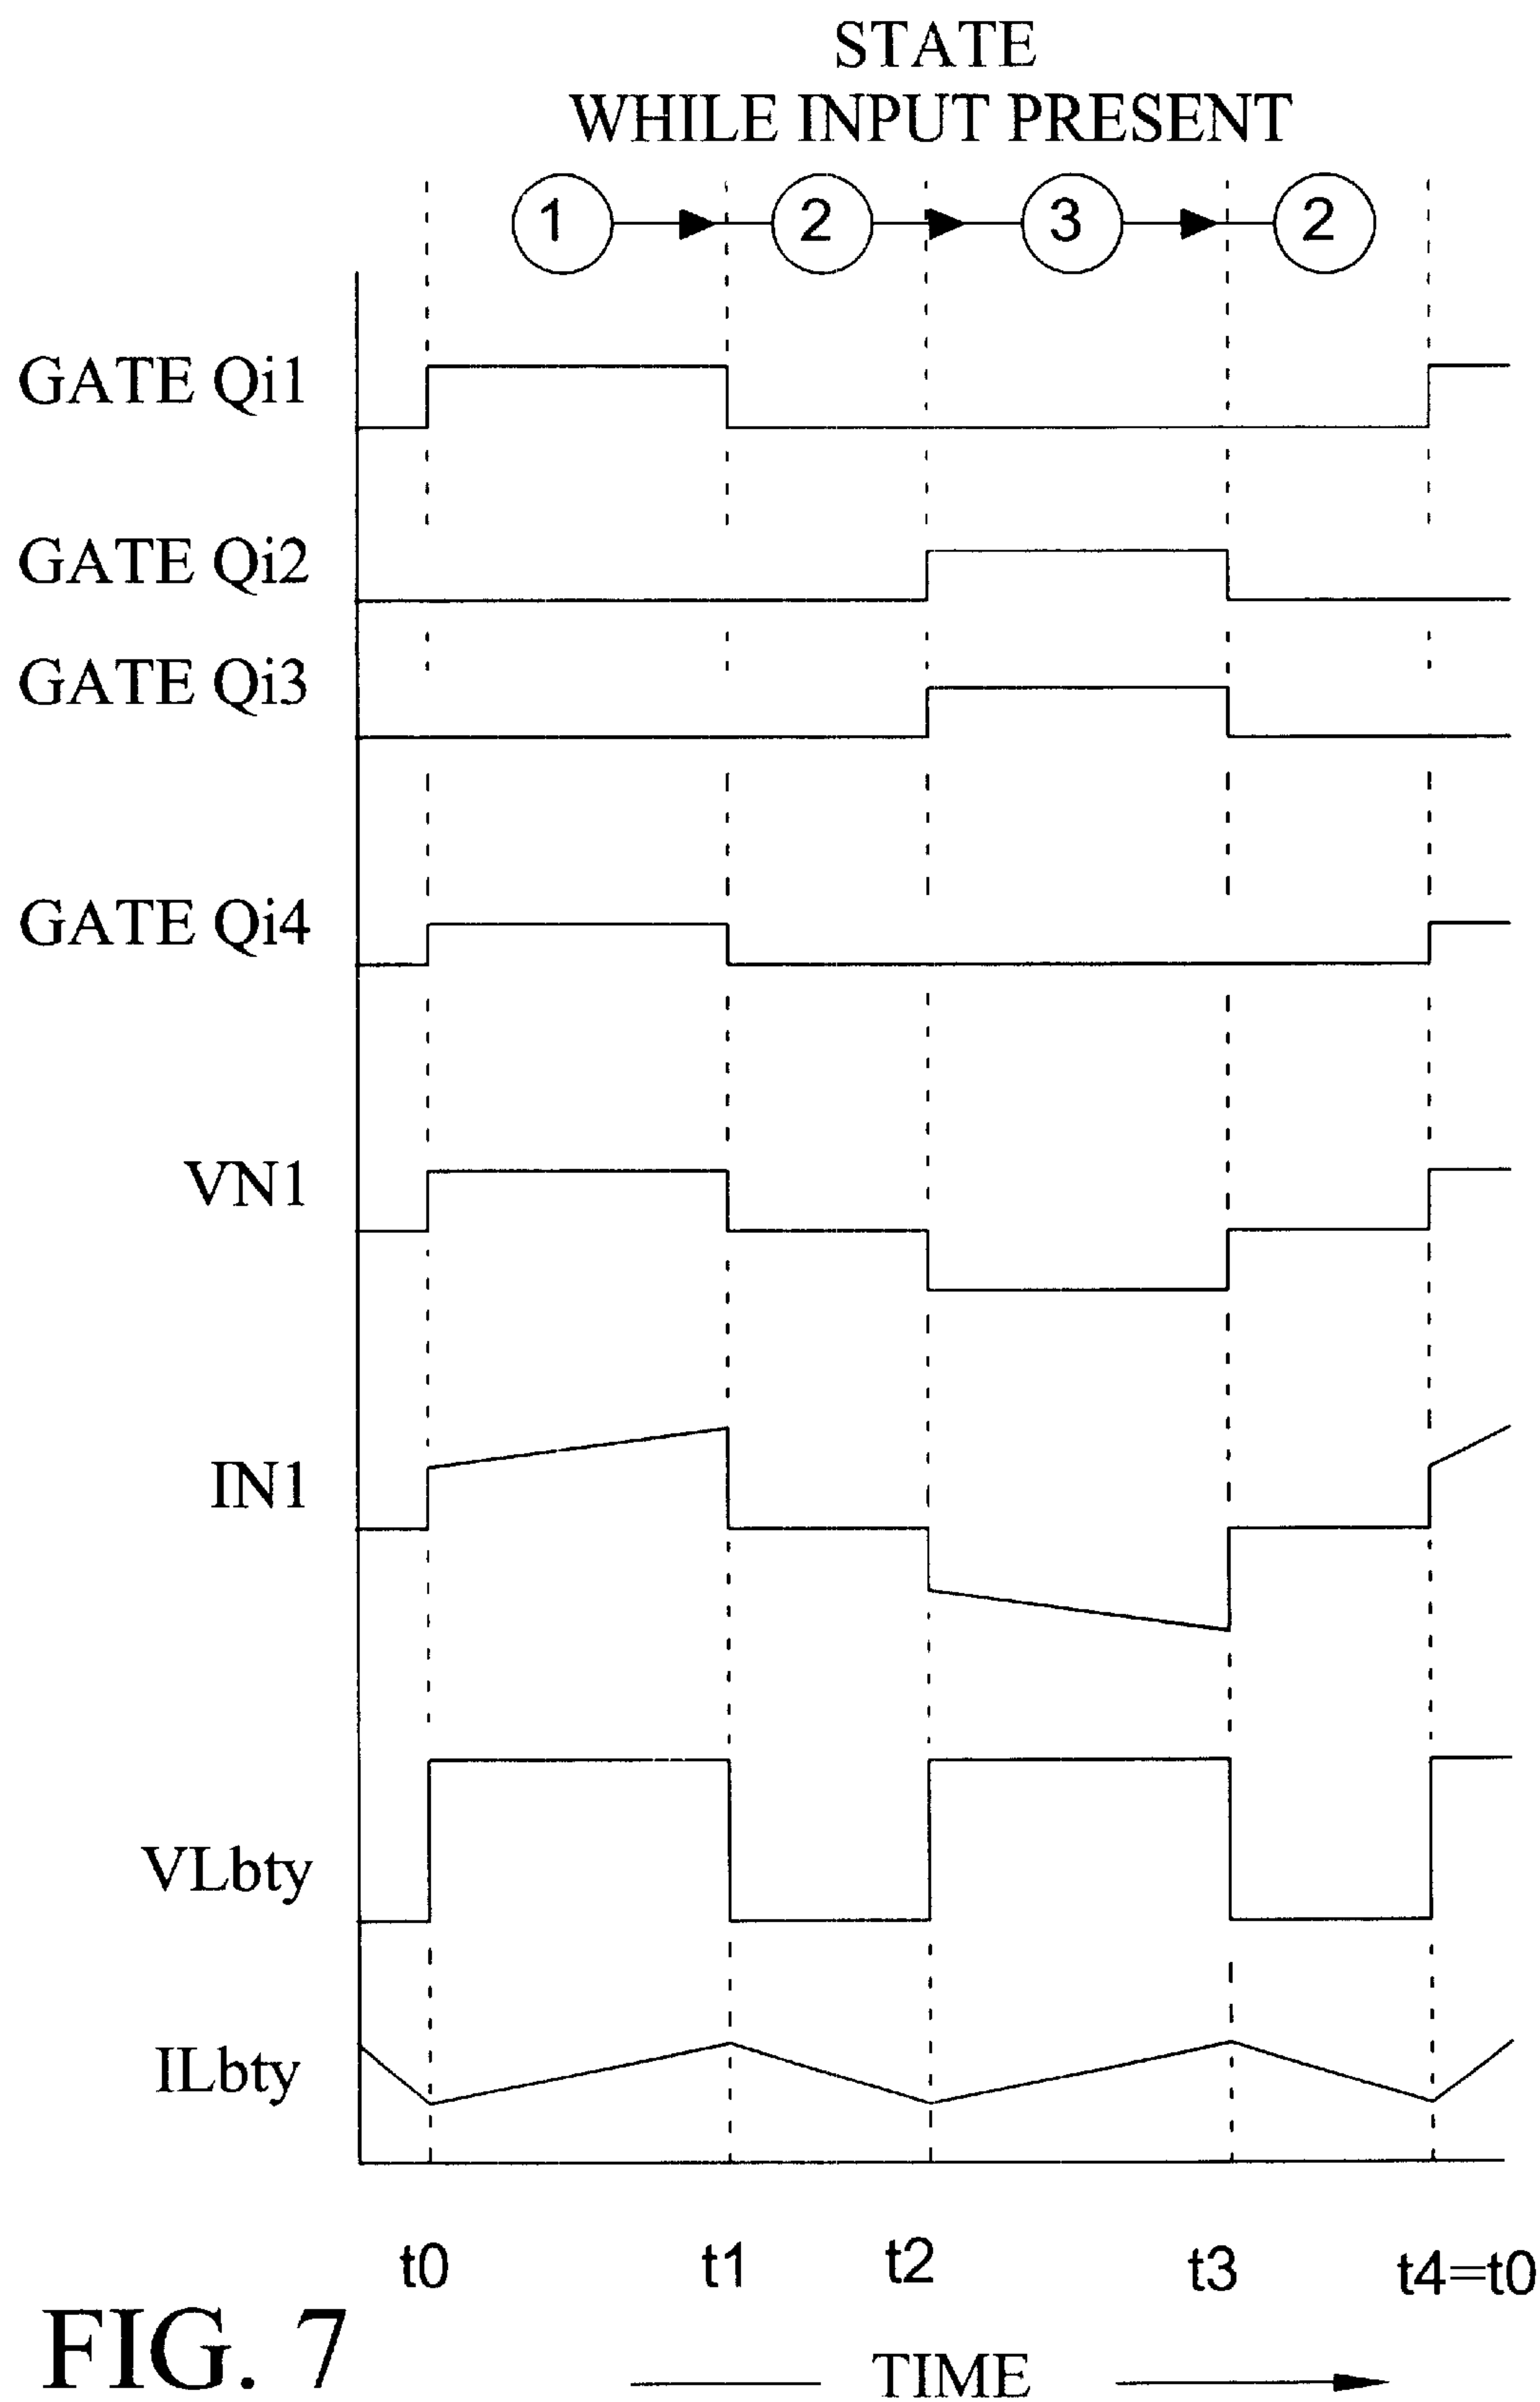 STATE
WHILE INPUT PRESENT
1 2 3 2
GATE Qi1
GATE Qi2
GATE Qi3
GATE Qi4
VN1
IN1
VLbty
ILbty
t0 t1 t2 t3 t4=t0
FIG. 7
TIME